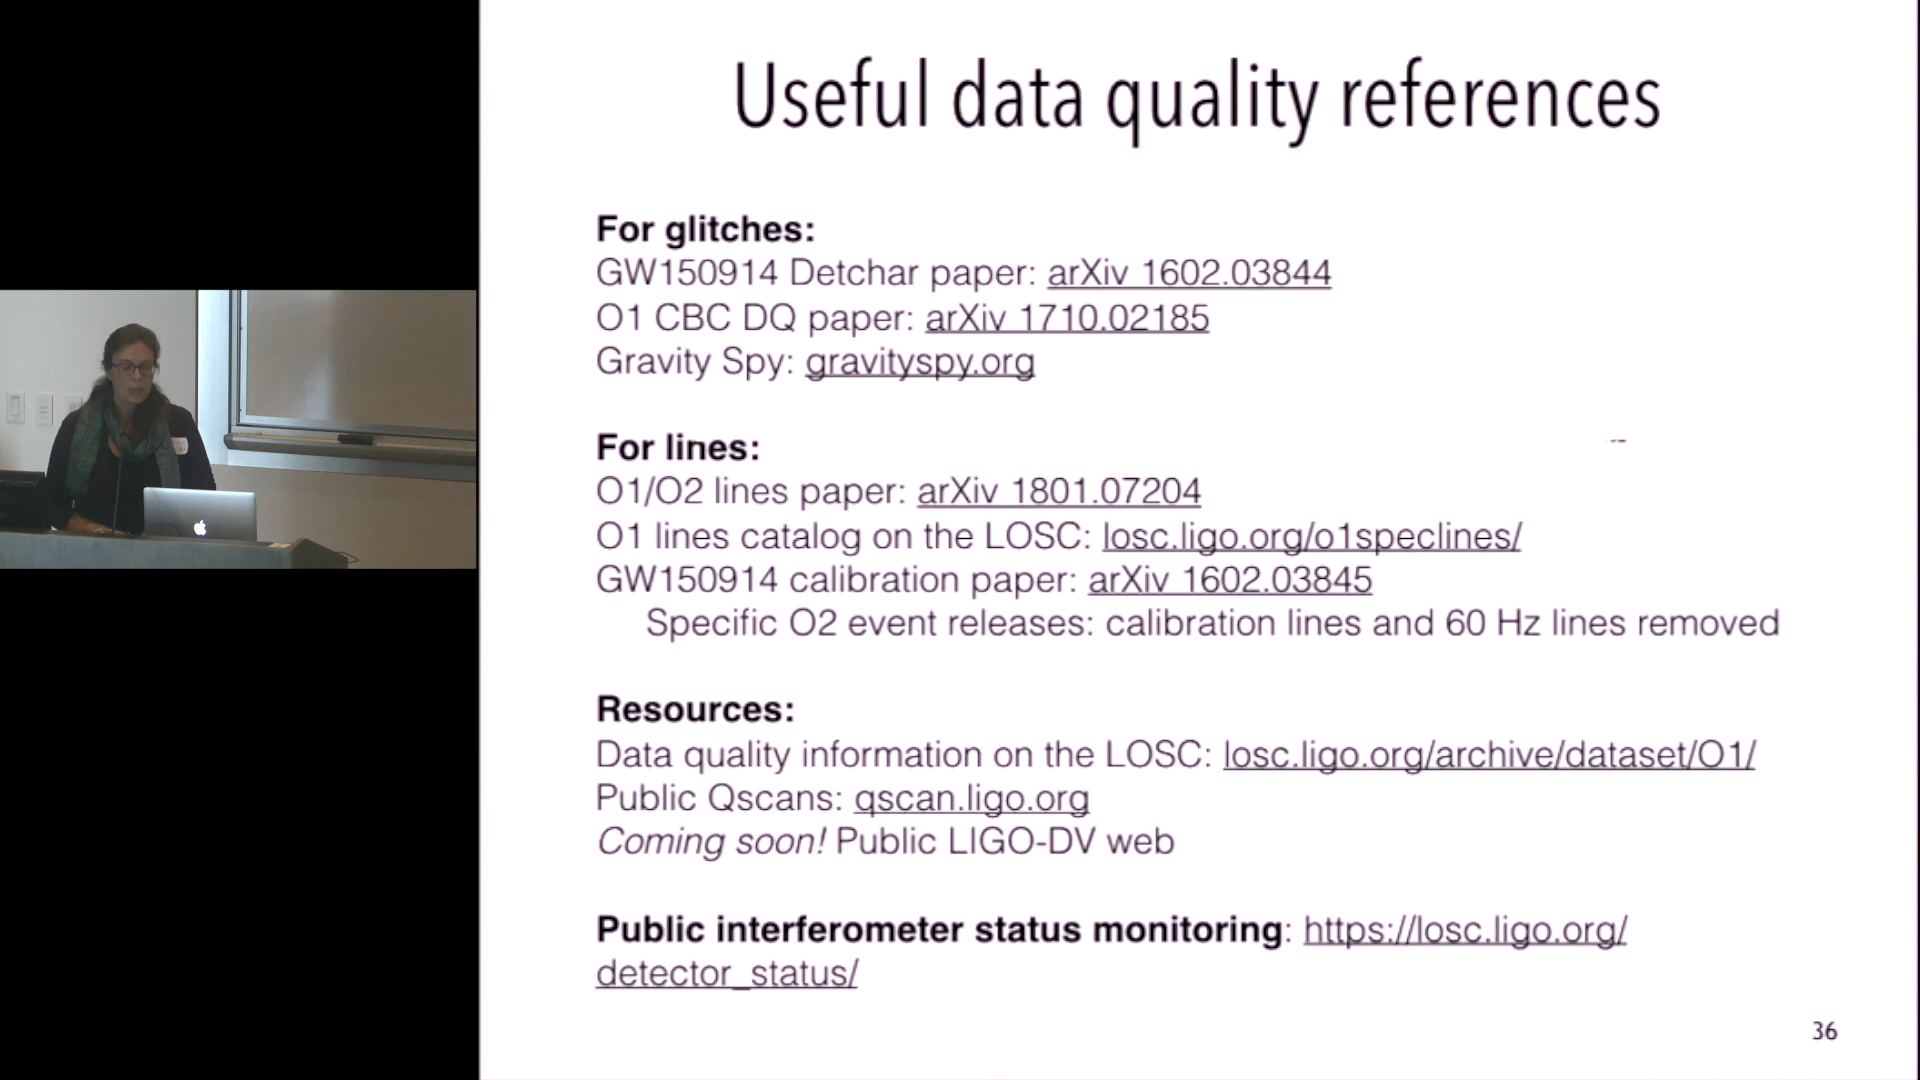 Useful data quality references
For glitches:
GW150914 Detchar paper: arXiv 1602.03844
O1 CBC DQ paper: arXiv 1710.02185
Gravity Spy: gravityspy.org
For lines:
O1/O2 lines paper: arXiv 1801.07204
O1 lines catalog on the LOSC: losc.ligo.org/o1speclines/
GW150914 calibration paper: arXiv 1602.03845
Specific O2 event releases: calibration lines and 60 Hz lines removed
Resources:
Data quality information on the LOSC: losc.ligo.org/archive/dataset/O1/
Public Qscans: qscan.ligo.org
Coming soon! Public LIGO-DV web
Public interferometer status monitoring: https://losc.ligo.org/
detector_status/
36